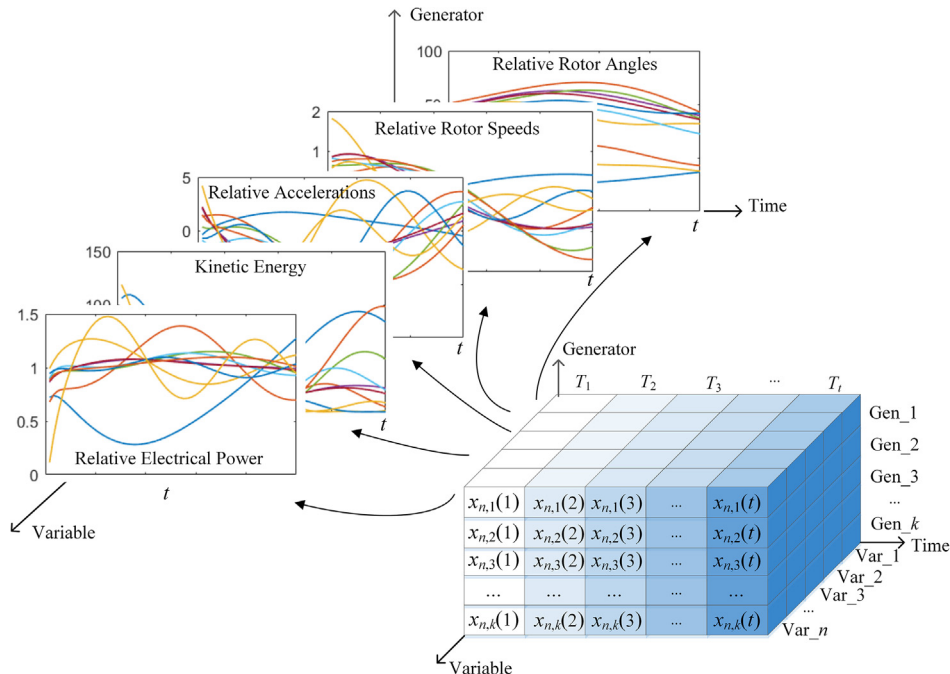 Generator
100
Relative Rotor Angles
50
t
Time
2
Relative Rotor Speeds
1
t
5
Relative Accelerations
0
t
150
Kinetic Energy
100
t
1.5
1
0.5
0
Relative Electrical Power
t
Variable
Generator
T1 T2 T3 ... Tt
Gen_1
Gen_2
Gen_3
...
Gen_k
Time
xn,1(1) xn,1(2) xn,1(3) ... xn,1(t)
xn,2(1) xn,2(2) xn,2(3) ... xn,2(t)
xn,3(1) xn,3(2) xn,3(3) ... xn,3(t)
... ... ... ... ...
xn,k(1) xn,k(2) xn,k(3) ... xn,k(t)
Var_1
Var_2
Var_3
...
Var_n
Variable